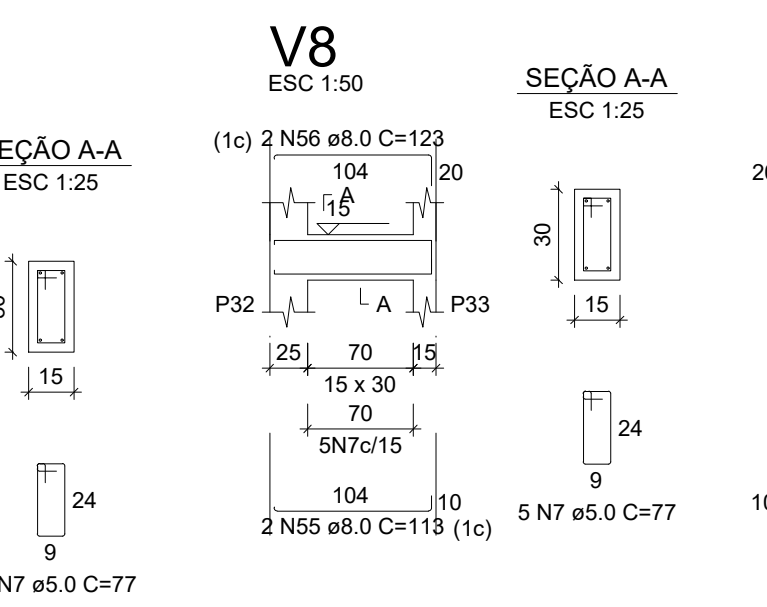 EÇÃO A-A
ESC 1:25
15
24
9
N7 ø5.0 C=77
V8
ESC 1:50
(1c) 2 N56 ø8.0 C=123
104
20
A
15
P32
A
P33
25 70 15
15 x 30
70
5N7c/15
104
10
2 N55 ø8.0 C=113 (1c)
SEÇÃO A-A
ESC 1:25
30
15
24
9
5 N7 ø5.0 C=77